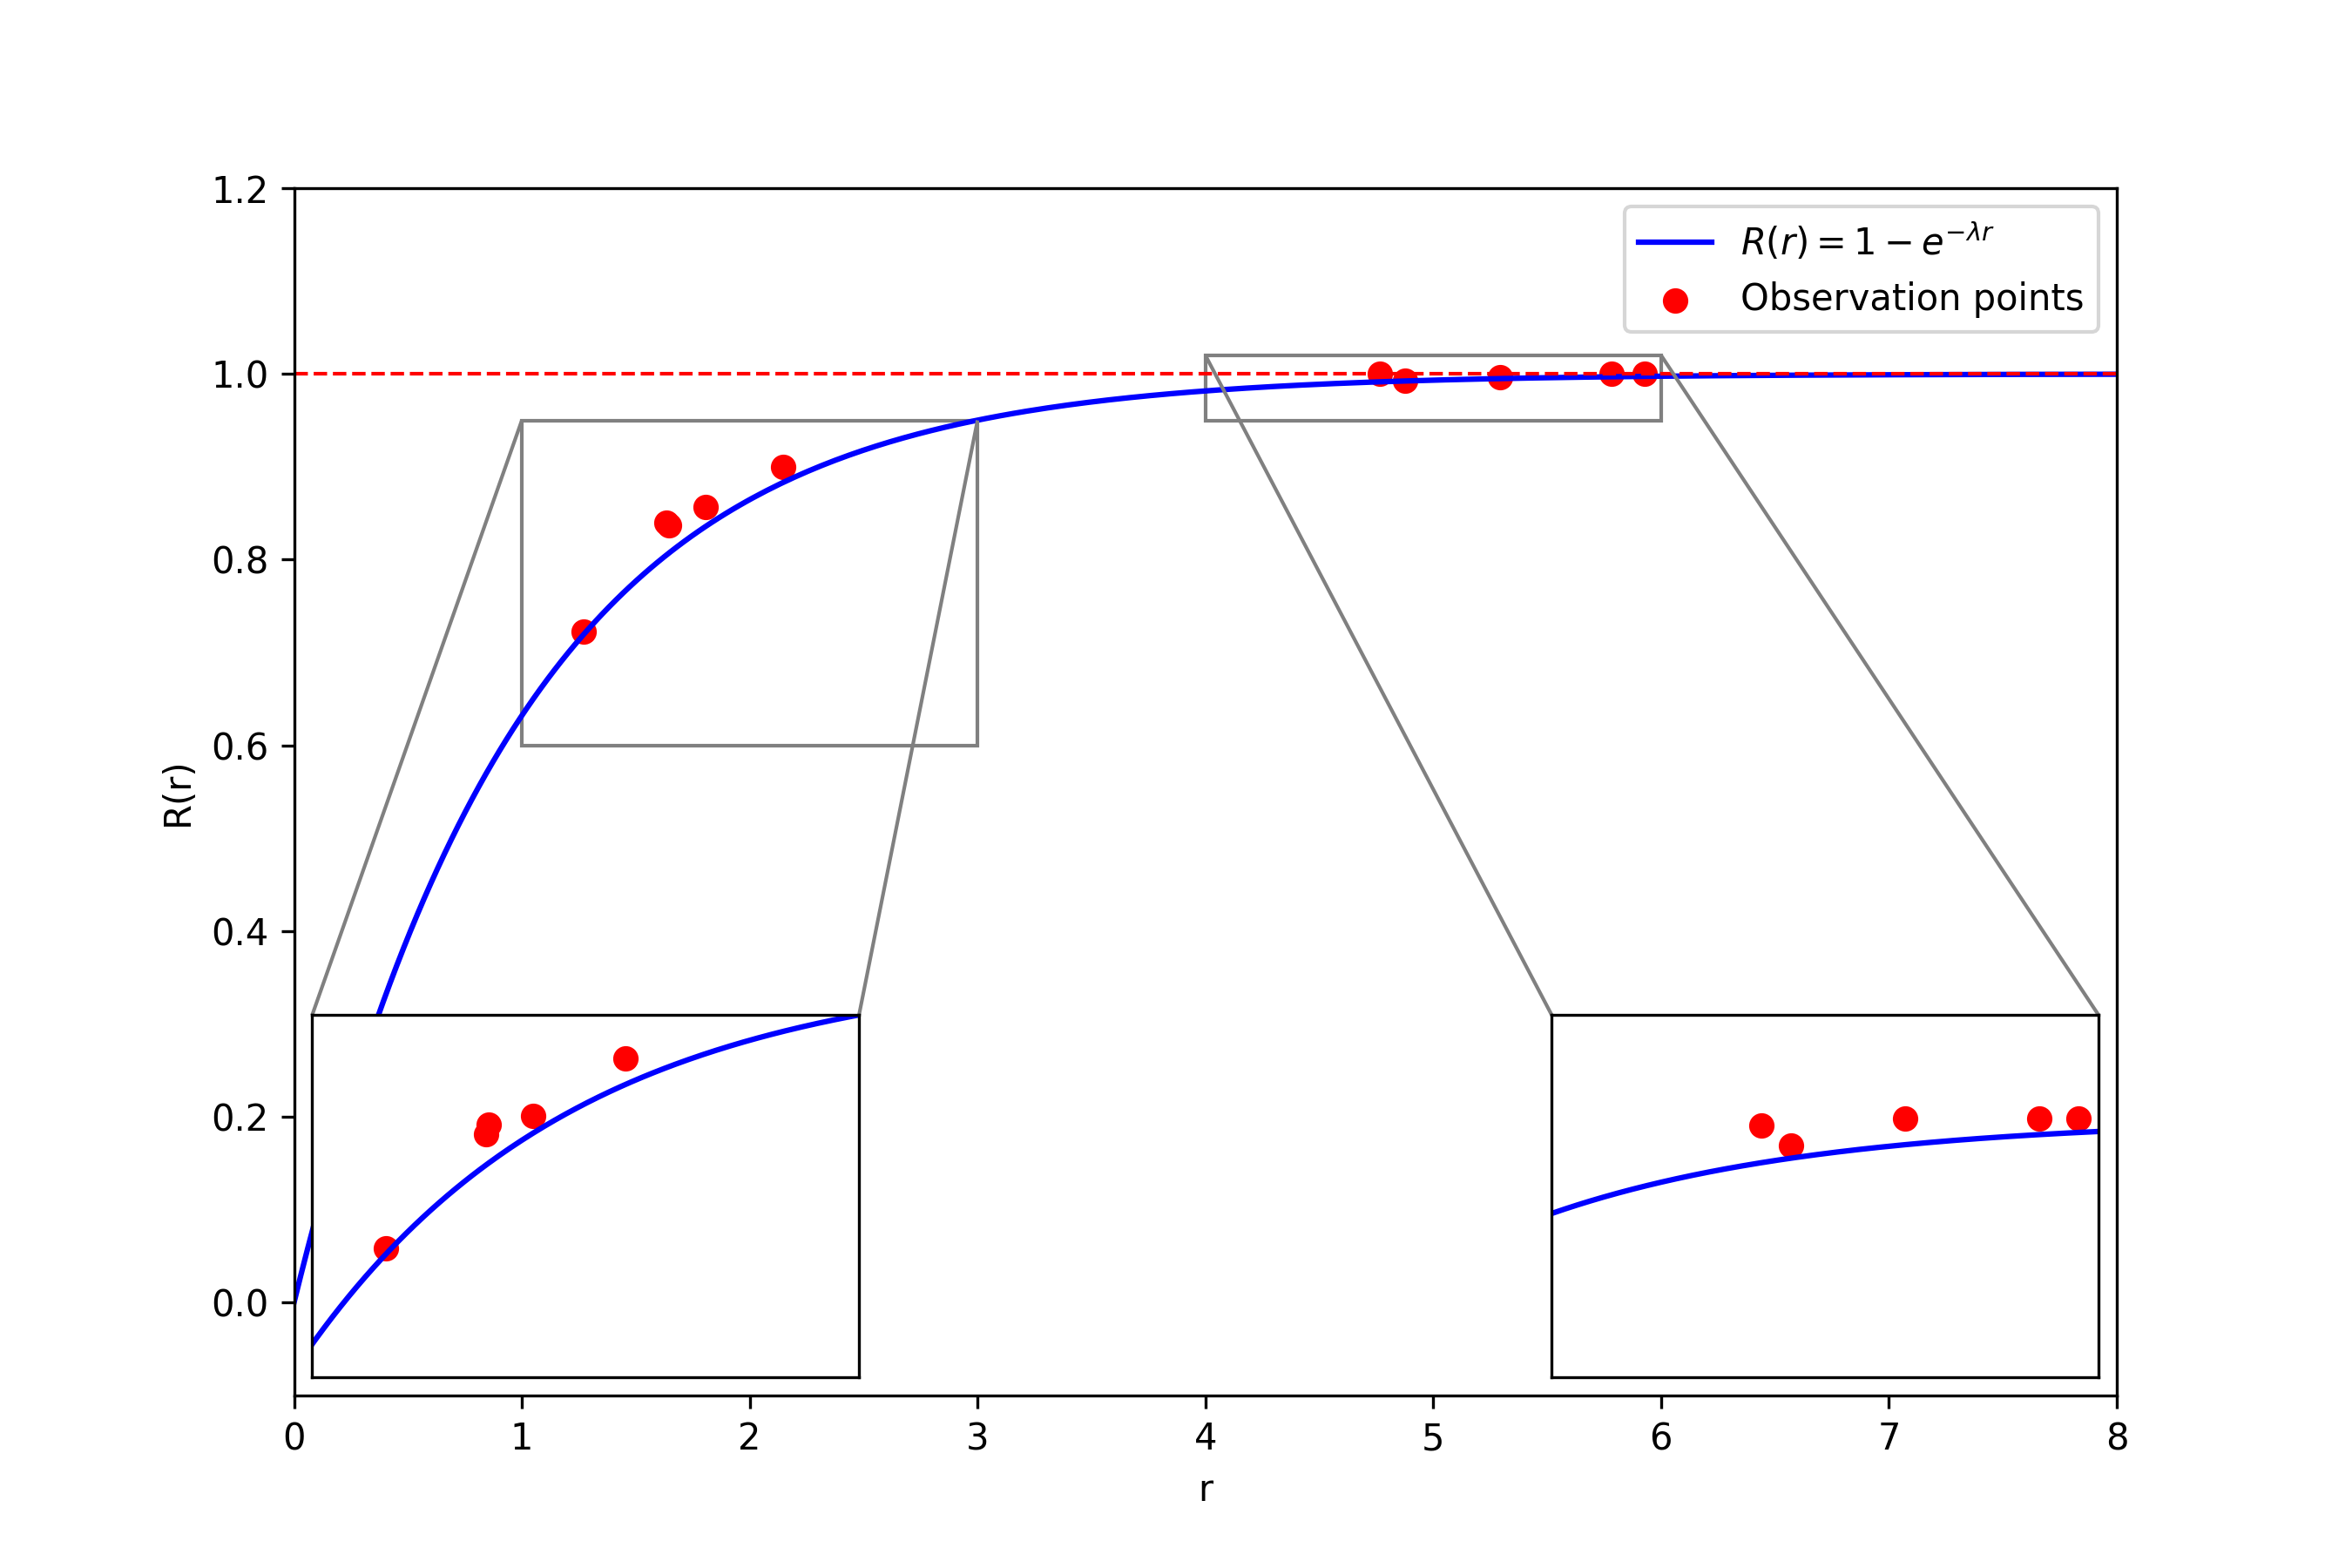 1.2
1.0
0.8
0.6
0.4
0.2
0.0
R(r)
R(r) = 1 − e^{−λr}
Observation points
0 1 2 3 4 5 6 7 8
r